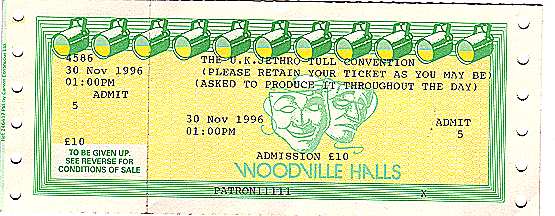 4586
30 Nov 1996
01:00PM
ADMIT
5
£10
TO BE GIVEN UP.
SEE REVERSE FOR
CONDITIONS OF SALE
THE U.K.JETHRO TULL CONVENTION
(PLEASE RETAIN YOUR TICKET AS YOU MAY BE)
(ASKED TO PRODUCE IT THROUGHOUT THE DAY)
30 Nov 1996
01:00PM
ADMIT
5
ADMISSION £10
WOODVILLE HALLS
PATRON11111
X